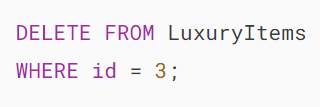 DELETE FROM LuxuryItems
WHERE id = 3;